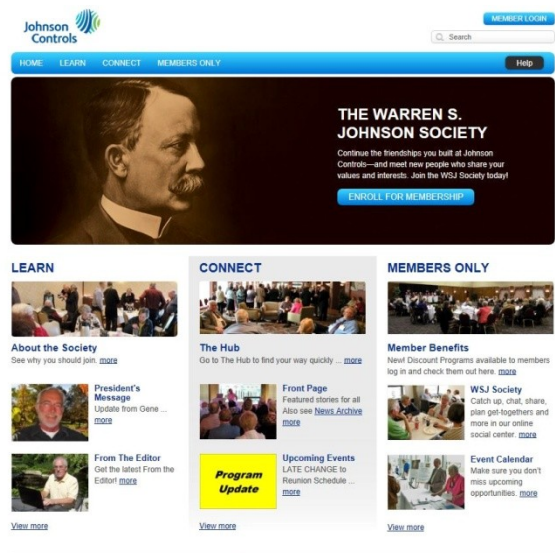 Johnson
Controls
MEMBER LOGIN
Search
HOME LEARN CONNECT MEMBERS ONLY
Help
THE WARREN S.
JOHNSON SOCIETY
Continue the friendships you built at Johnson
Controls—and meet new people who share your
values and interests. Join the WSJ Society today!
ENROLL FOR MEMBERSHIP
LEARN
About the Society
See why you should join. more
President's
Message
Update from Gene ...
more
From The Editor
Get the latest From the
Editor! more
View more
CONNECT
The Hub
Go to The Hub to find your way quickly ... more
Front Page
Featured stories for all
Also see News Archive
more
Program
Update
Upcoming Events
LATE CHANGE to
Reunion Schedule ...
more
View more
MEMBERS ONLY
Member Benefits
New! Discount Programs available to members
log in and check them out here. more
WSJ Society
Catch up, chat, share,
plan get-togethers and
more in our online
social center. more
Event Calendar
Make sure you don't
miss upcoming
opportunities. more
View more